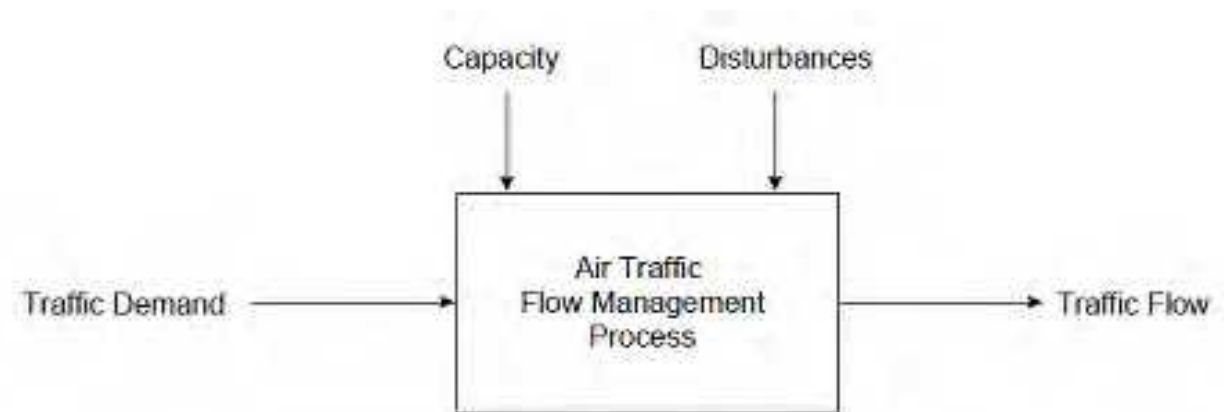 Capacity
Disturbances
Air Traffic
Flow Management
Process
Traffic Demand
Traffic Flow